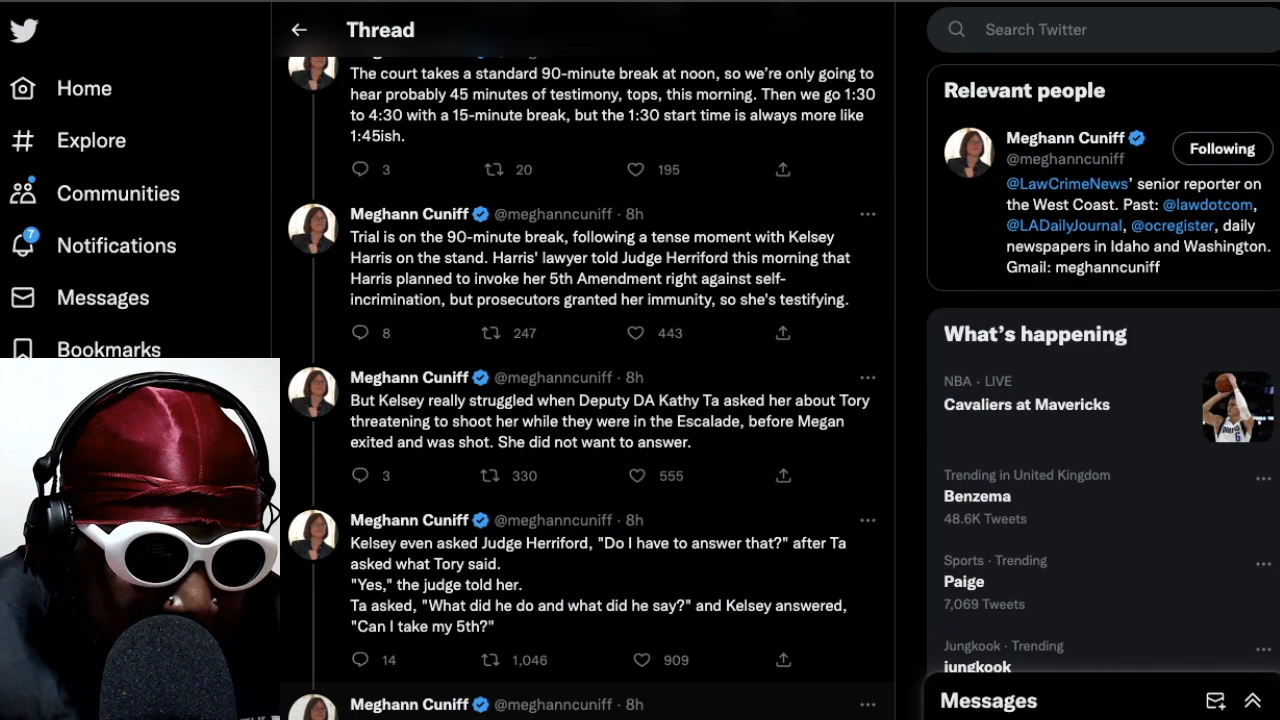 Thread
Home
Explore
Communities
Notifications
7
Messages
Bookmarks
The court takes a standard 90-minute break at noon, so we’re only going to
hear probably 45 minutes of testimony, tops, this morning. Then we go 1:30
to 4:30 with a 15-minute break, but the 1:30 start time is always more like
1:45ish.
3 20 195
Meghann Cuniff @meghanncuniff · 8h
Trial is on the 90-minute break, following a tense moment with Kelsey
Harris on the stand. Harris' lawyer told Judge Herriford this morning that
Harris planned to invoke her 5th Amendment right against self-
incrimination, but prosecutors granted her immunity, so she's testifying.
8 247 443
Meghann Cuniff @meghanncuniff · 8h
But Kelsey really struggled when Deputy DA Kathy Ta asked her about Tory
threatening to shoot her while they were in the Escalade, before Megan
exited and was shot. She did not want to answer.
3 330 555
Meghann Cuniff @meghanncuniff · 8h
Kelsey even asked Judge Herriford, "Do I have to answer that?" after Ta
asked what Tory said.
"Yes," the judge told her.
Ta asked, "What did he do and what did he say?" and Kelsey answered,
"Can I take my 5th?"
14 1,046 909
Meghann Cuniff @meghanncuniff · 8h
Search Twitter
Relevant people
Meghann Cuniff
@meghanncuniff
Following
@LawCrimeNews’ senior reporter on
the West Coast. Past: @lawdotcom,
@LADailyJournal, @ocregister, daily
newspapers in Idaho and Washington.
Gmail: meghanncuniff
What’s happening
NBA · LIVE
Cavaliers at Mavericks
Trending in United Kingdom
Benzema
48.6K Tweets
Sports · Trending
Paige
7,069 Tweets
Jungkook · Trending
jungkook
Messages